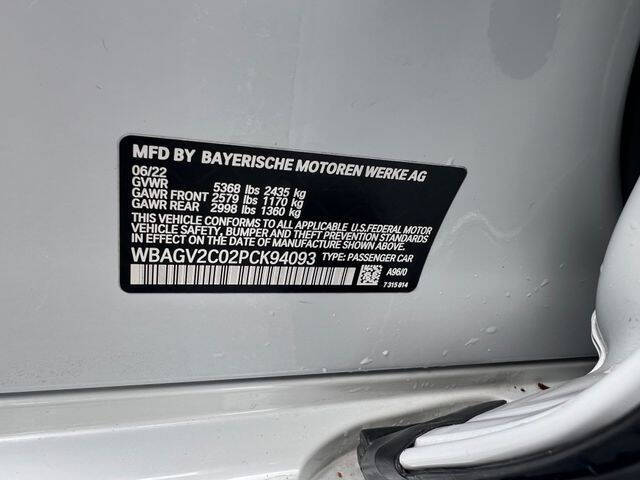 MFD BY BAYERISCHE MOTOREN WERKE AG
06/22
GVWR 5368 lbs 2435 kg
GAWR FRONT 2579 lbs 1170 kg
GAWR REAR 2998 lbs 1360 kg
THIS VEHICLE CONFORMS TO ALL APPLICABLE U.S.FEDERAL MOTOR
VEHICLE SAFETY, BUMPER AND THEFT PREVENTION STANDARDS
IN EFFECT ON THE DATE OF MANUFACTURE SHOWN ABOVE.
WBAGV2C02PCK94093 TYPE: PASSENGER CAR
A96/0
7 315 814